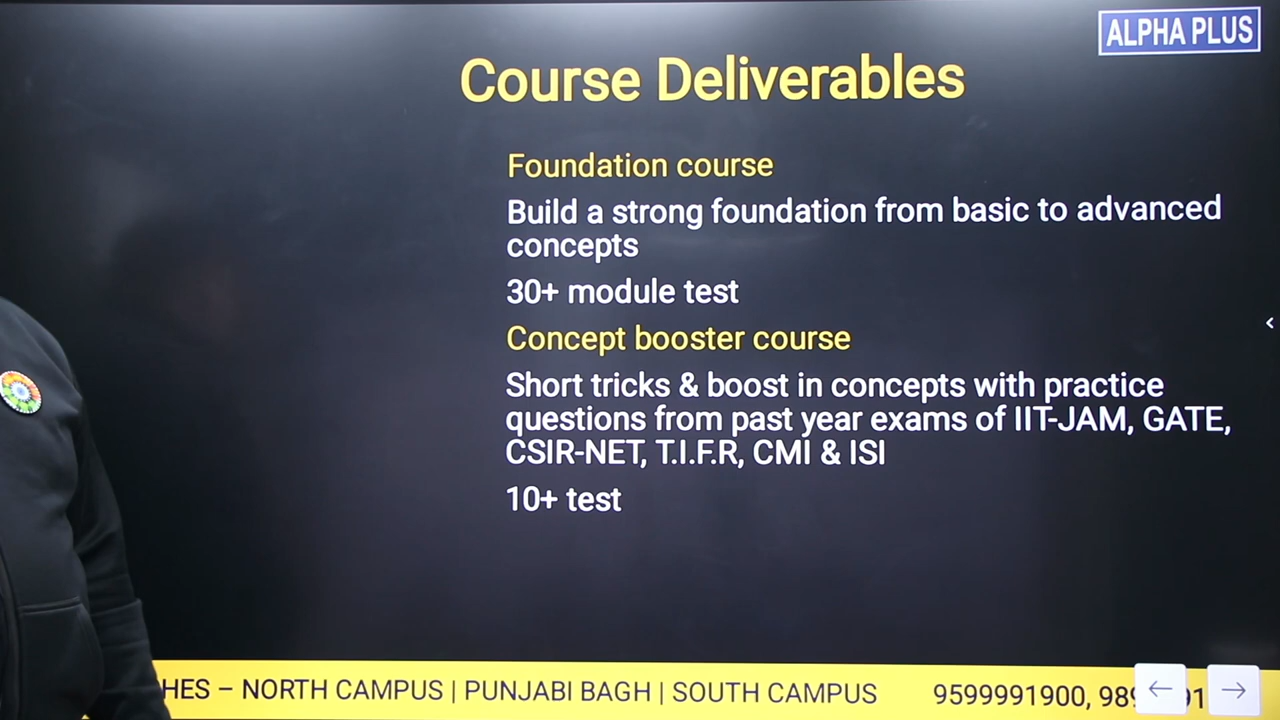 ALPHA PLUS
Course Deliverables
Foundation course
Build a strong foundation from basic to advanced
concepts
30+ module test
Concept booster course
Short tricks & boost in concepts with practice
questions from past year exams of IIT-JAM, GATE,
CSIR-NET, T.I.F.R, CMI & ISI
10+ test
– NORTH CAMPUS | PUNJABI BAGH | SOUTH CAMPUS 9599991900,